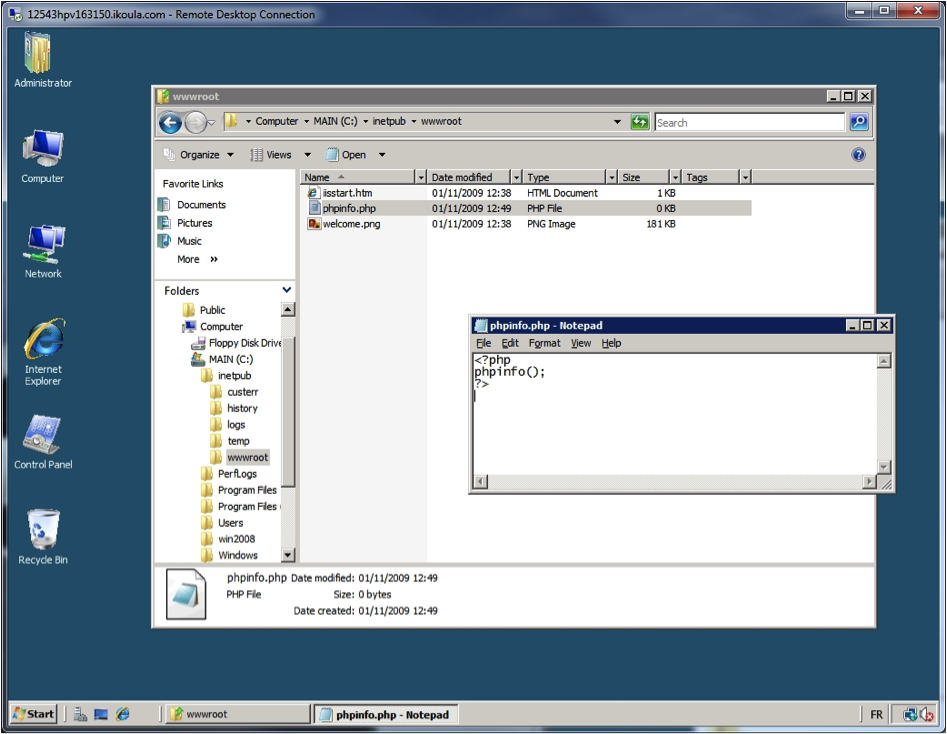 12543hpv163150.ikoula.com - Remote Desktop Connection
Administrator
Computer
Network
Internet
Explorer
Control Panel
Recycle Bin
wwwroot
Computer MAIN (C:) inetpub wwwroot
Search
Organize Views Open
Favorite Links
Documents
Pictures
Music
More »
Folders
Public
Computer
Floppy Disk Drive
MAIN (C:)
inetpub
custerr
history
logs
temp
wwwroot
PerfLogs
Program Files
Program Files (
Users
win2008
Windows
Name Date modified Type Size Tags
iisstart.htm 01/11/2009 12:38 HTML Document 1 KB
phpinfo.php 01/11/2009 12:49 PHP File 0 KB
welcome.png 01/11/2009 12:38 PNG Image 181 KB
phpinfo.php - Notepad
File Edit Format View Help
<?php
phpinfo();
?>
phpinfo.php Date modified: 01/11/2009 12:49
PHP File Size: 0 bytes
Date created: 01/11/2009 12:49
Start wwwroot phpinfo.php - Notepad FR